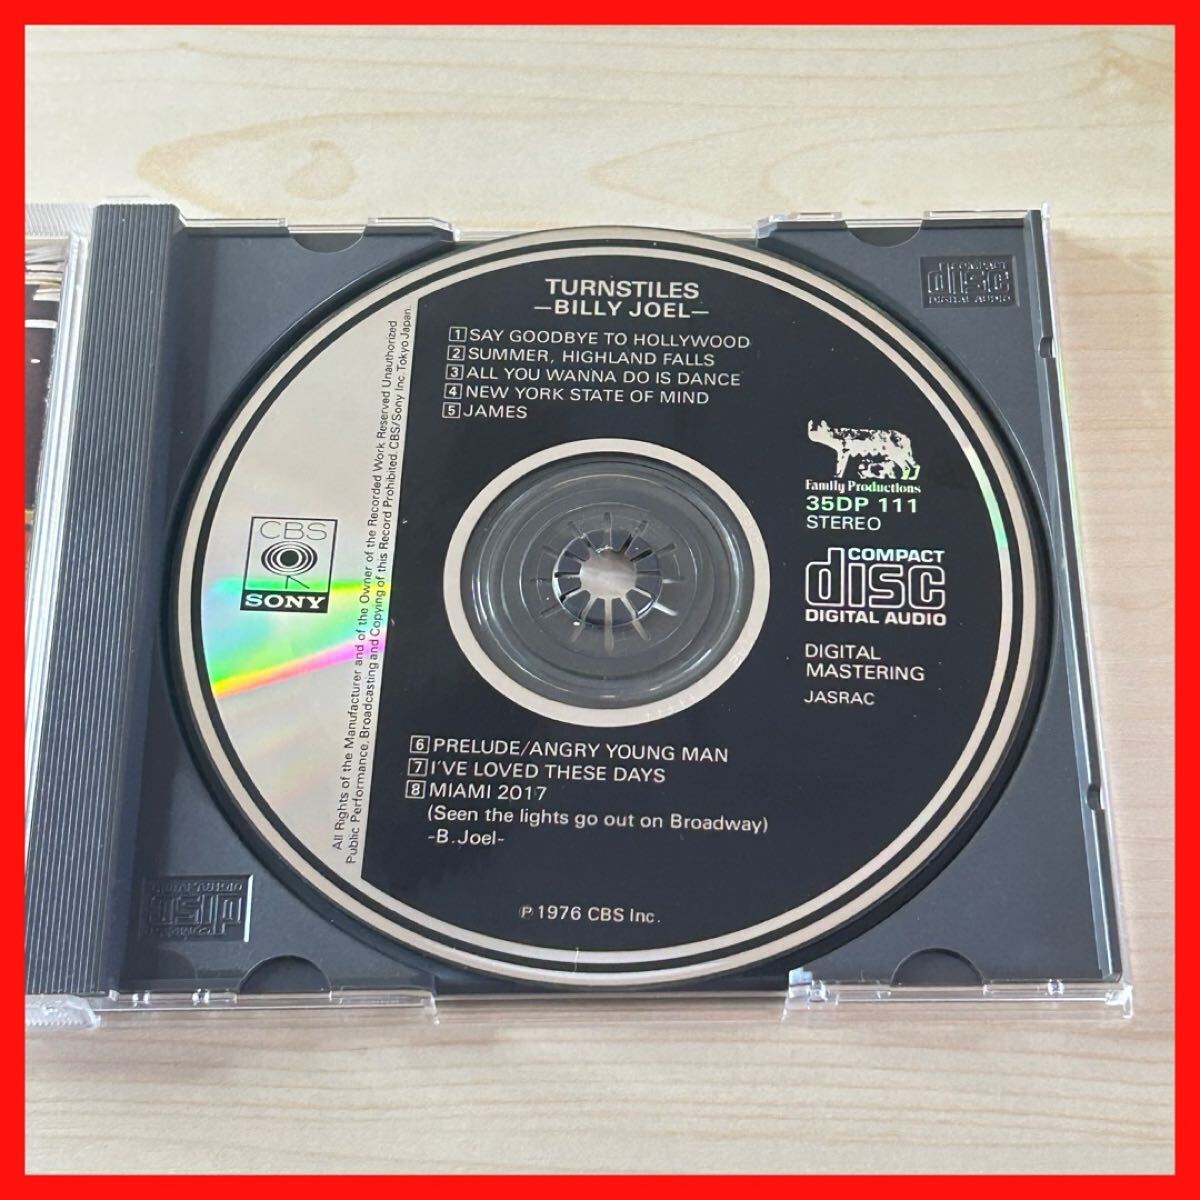 TURNSTILES
—BILLY JOEL—
1 SAY GOODBYE TO HOLLYWOOD
2 SUMMER, HIGHLAND FALLS
3 ALL YOU WANNA DO IS DANCE
4 NEW YORK STATE OF MIND
5 JAMES
Family Productions
35DP 111
STEREO
COMPACT
disc
DIGITAL AUDIO
DIGITAL
MASTERING
JASRAC
CBS
SONY
All Rights of the Manufacturer and of the Owner of the Recorded Work Reserved Unauthorized
Public Performance, Broadcasting and Copying of this Record Prohibited. CBS/Sony Inc. Tokyo Japan.
6 PRELUDE/ANGRY YOUNG MAN
7 I'VE LOVED THESE DAYS
8 MIAMI 2017
(Seen the lights go out on Broadway)
-B. Joel-
℗ 1976 CBS Inc.
COMPACT
disc
DIGITAL AUDIO
COMPACT
disc
DIGITAL AUDIO